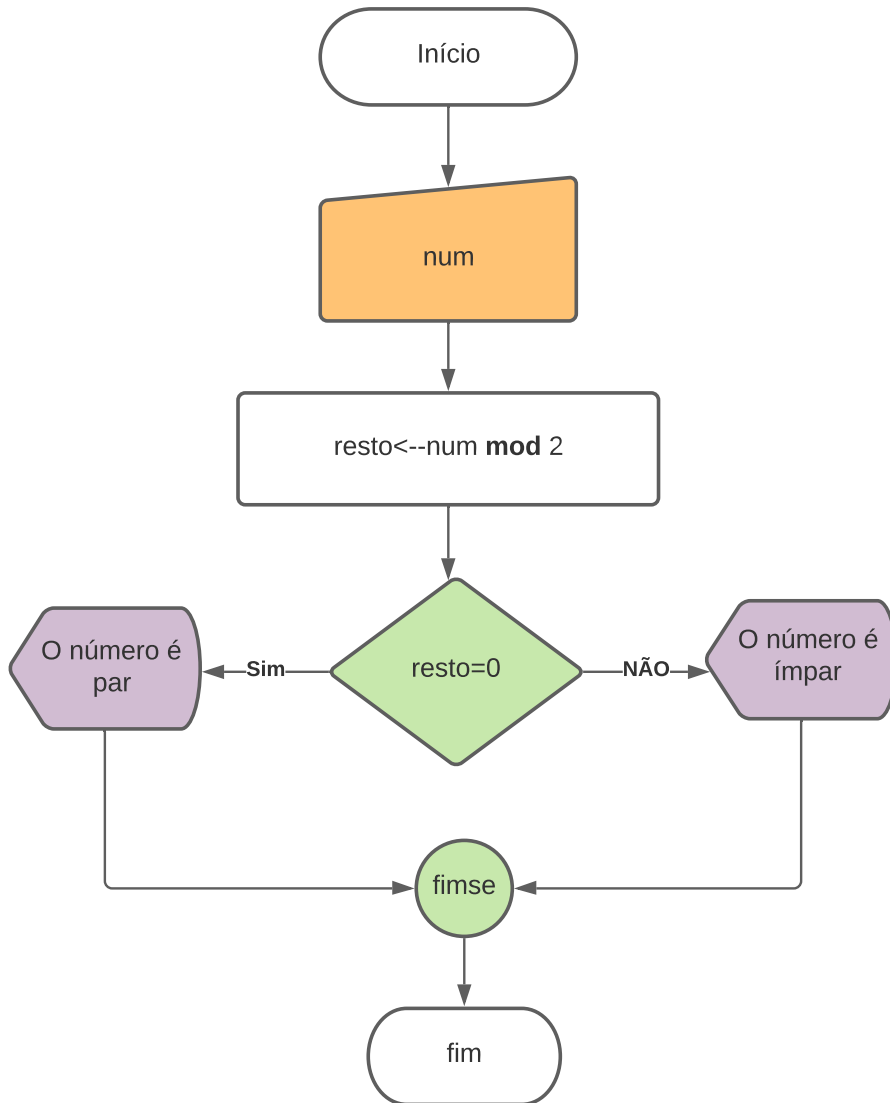 Início
num
resto<--num mod 2
resto=0
Sim
NÃO
O número é
par
O número é
ímpar
fimse
fim